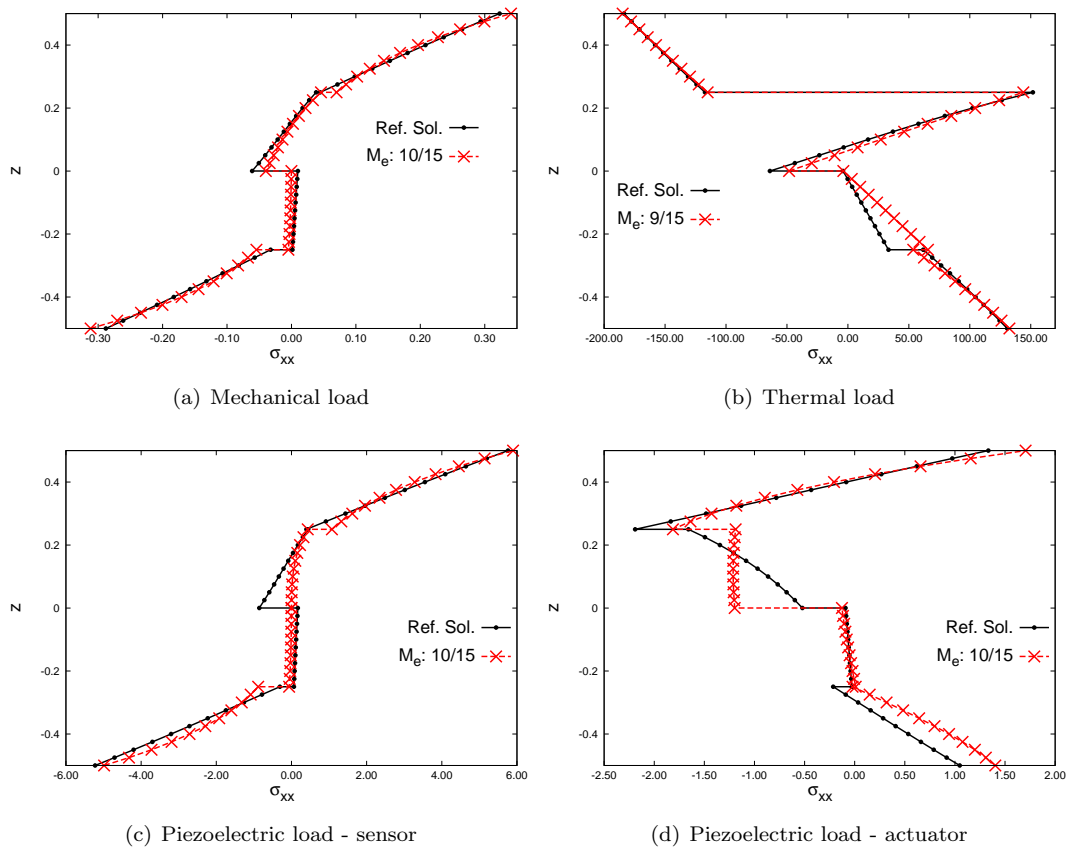 0.4
0.2
0
-0.2
-0.4
z
-0.30 -0.20 -0.10 0.00 0.10 0.20 0.30
σxx
Ref. Sol.
Me: 10/15
(a) Mechanical load
0.4
0.2
0
-0.2
-0.4
z
-200.00 -150.00 -100.00 -50.00 0.00 50.00 100.00 150.00
σxx
Ref. Sol.
Me: 9/15
(b) Thermal load
0.4
0.2
0
-0.2
-0.4
z
-6.00 -4.00 -2.00 0.00 2.00 4.00 6.00
σxx
Ref. Sol.
Me: 10/15
(c) Piezoelectric load - sensor
0.4
0.2
0
-0.2
-0.4
z
-2.50 -2.00 -1.50 -1.00 -0.50 0.00 0.50 1.00 1.50 2.00
σxx
Ref. Sol.
Me: 10/15
(d) Piezoelectric load - actuator